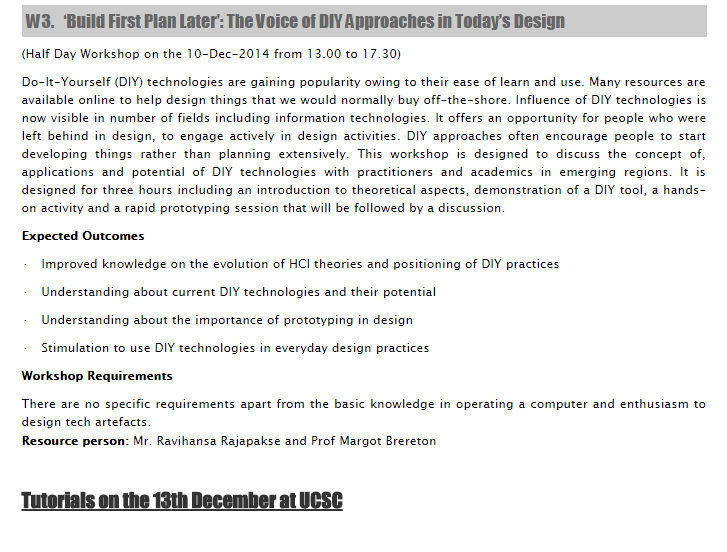 W3. 'Build First Plan Later': The Voice of DIY Approaches in Today's Design
(Half Day Workshop on the 10-Dec-2014 from 13.00 to 17.30)
Do-It-Yourself (DIY) technologies are gaining popularity owing to their ease of learn and use. Many resources are
available online to help design things that we would normally buy off-the-shore. Influence of DIY technologies is
now visible in number of fields including information technologies. It offers an opportunity for people who were
left behind in design, to engage actively in design activities. DIY approaches often encourage people to start
developing things rather than planning extensively. This workshop is designed to discuss the concept of,
applications and potential of DIY technologies with practitioners and academics in emerging regions. It is
designed for three hours including an introduction to theoretical aspects, demonstration of a DIY tool, a hands-
on activity and a rapid prototyping session that will be followed by a discussion.
Expected Outcomes
· Improved knowledge on the evolution of HCI theories and positioning of DIY practices
· Understanding about current DIY technologies and their potential
· Understanding about the importance of prototyping in design
· Stimulation to use DIY technologies in everyday design practices
Workshop Requirements
There are no specific requirements apart from the basic knowledge in operating a computer and enthusiasm to
design tech artefacts.
Resource person: Mr. Ravihansa Rajapakse and Prof Margot Brereton
Tutorials on the 13th December at UCSC